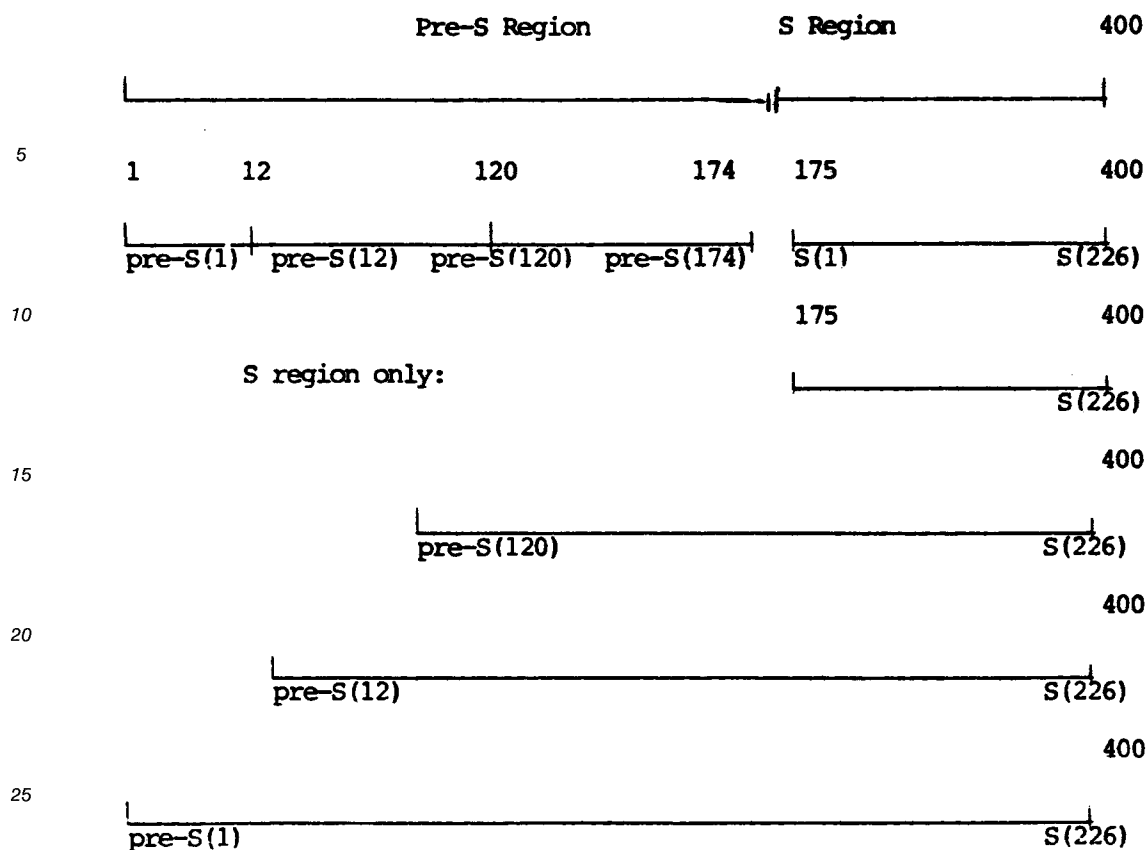 Pre-S Region S Region 400
5 1 12 120 174 175 400
pre-S(1) pre-S(12) pre-S(120) pre-S(174) S(1) S(226)
10 175 400
S region only:
S(226)
400
15
pre-S(120) S(226)
400
20
pre-S(12) S(226)
400
25
pre-S(1) S(226)